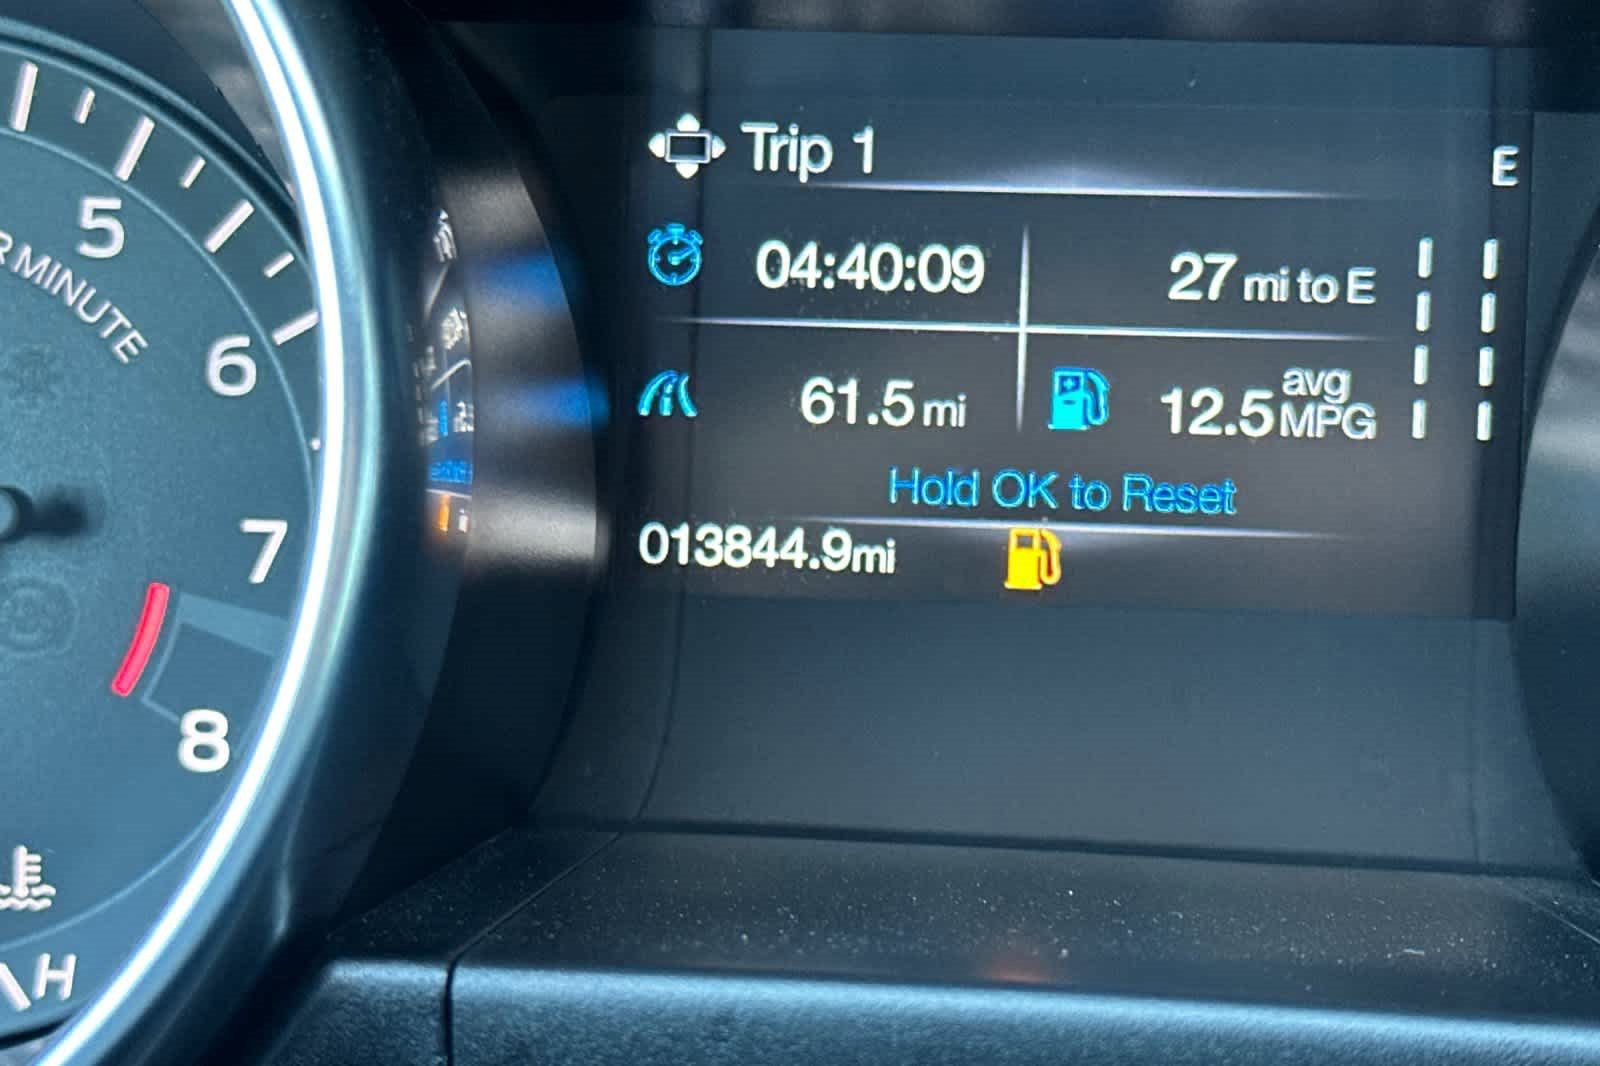 5
R MINUTE
6
7
8
H
Trip 1
E
04:40:09
27 mi to E
61.5 mi
12.5 avg MPG
Hold OK to Reset
013844.9mi